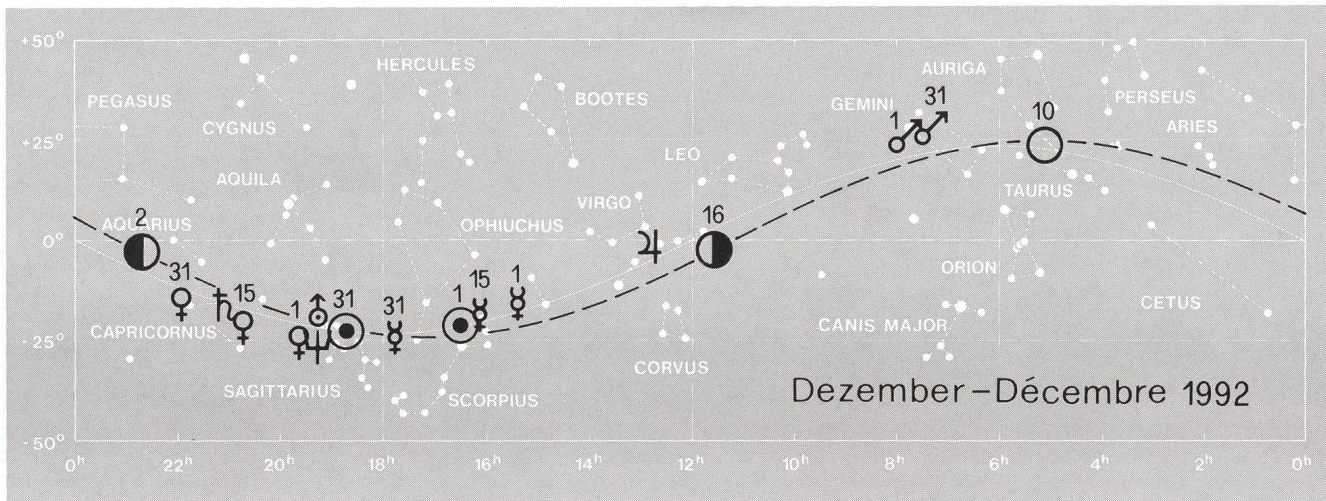 +50°
HERCULES
AURIGA
PEGASUS
BOOTES
GEMINI
1
31
10
PERSEUS
CYGNUS
ARIES
+25°
LEO
AQUILA
TAURUS
VIRGO
AQUARIUS
2
OPHIUCHUS
16
0°
31
15
1
31
31
1
15
1
ORION
CETUS
CAPRICORNUS
CANIS MAJOR
-25°
CORVUS
SAGITTARIUS
SCORPIUS
Dezember–Décembre 1992
-50°
0h 22h 20h 18h 16h 14h 12h 10h 8h 6h 4h 2h 0h